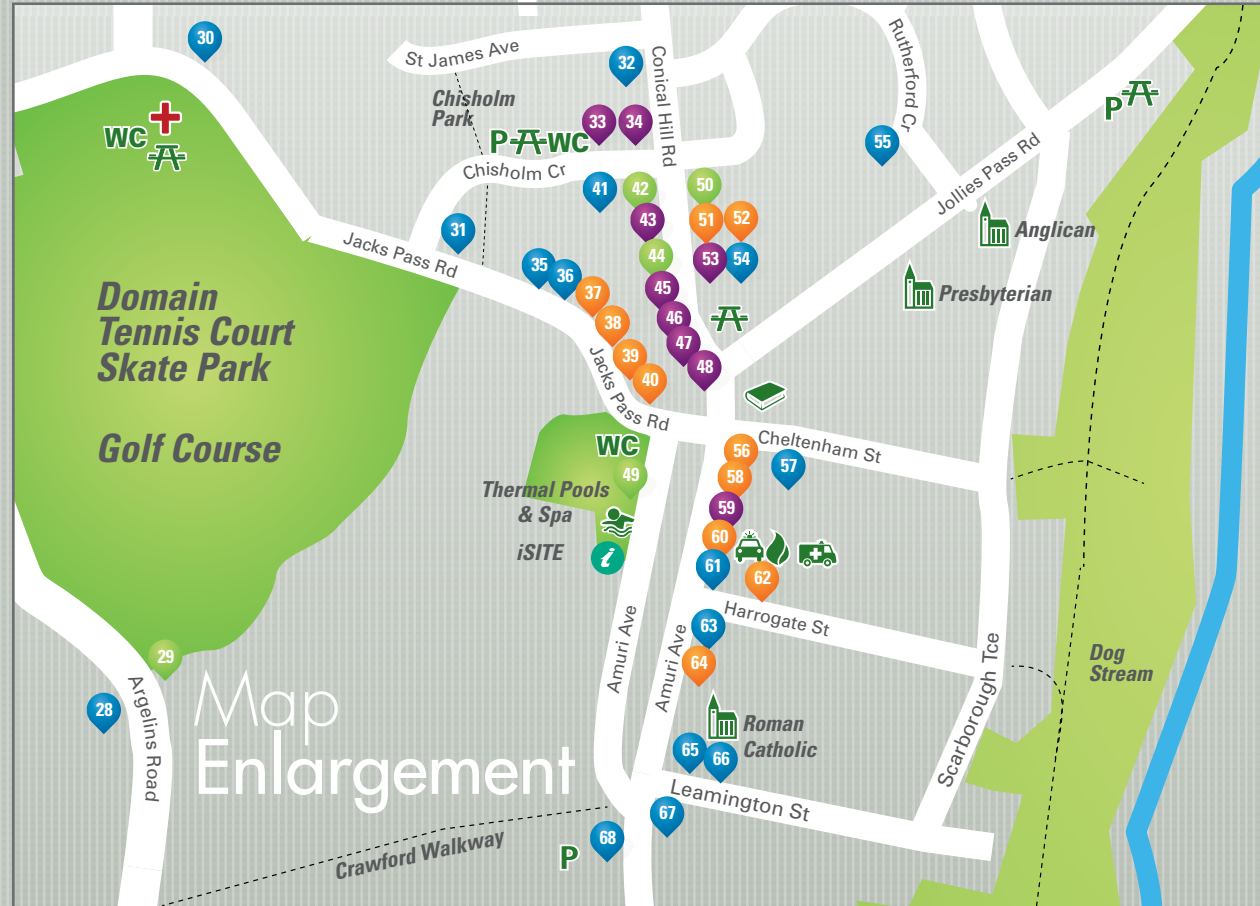 30
St James Ave
32
Conical Hill Rd
Rutherford Cr
Chisholm
Park
33
34
P
WC
P
WC
55
Chisholm Cr
Jollies Pass Rd
41
42
50
43
51
52
31
Jacks Pass Rd
Anglican
44
53
54
35
36
37
45
Presbyterian
Domain
Tennis Court
Skate Park
Golf Course
38
46
47
39
48
40
Jacks Pass Rd
Cheltenham St
WC
56
57
49
58
Thermal Pools
& Spa
59
iSITE
i
60
61
62
Harrogate St
63
Amuri Ave
Amuri Ave
64
Scarborough Tce
Dog
Stream
29
28
Argelins Road
Map
Enlargement
Roman
Catholic
65
66
Leamington St
67
68
P
Crawford Walkway